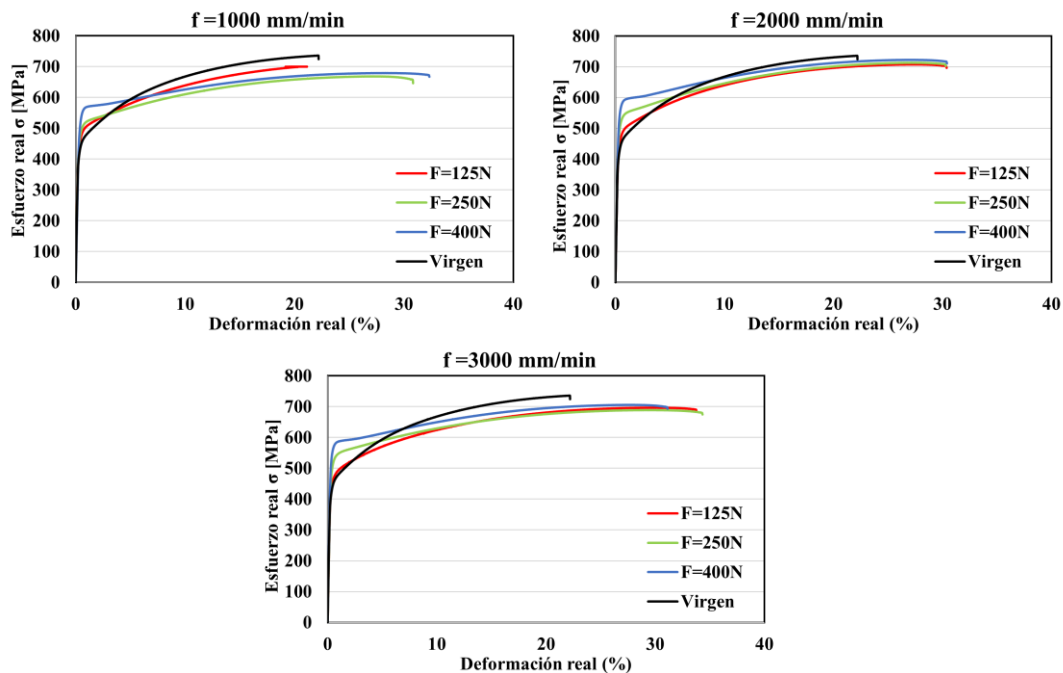 f =1000 mm/min
Esfuerzo real σ [MPa]
800
700
600
500
400
300
200
100
0
F=125N
F=250N
F=400N
Virgen
0 10 20 30 40
Deformación real (%)
f =2000 mm/min
Esfuerzo real σ [MPa]
800
700
600
500
400
300
200
100
0
F=125N
F=250N
F=400N
Virgen
0 10 20 30 40
Deformación real (%)
f =3000 mm/min
Esfuerzo real σ [MPa]
800
700
600
500
400
300
200
100
0
F=125N
F=250N
F=400N
Virgen
0 10 20 30 40
Deformación real (%)